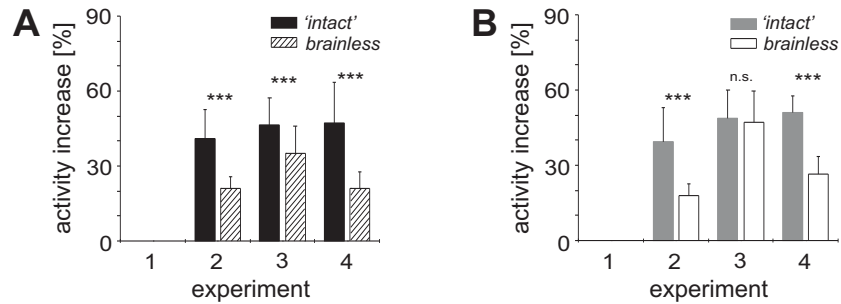 A
activity increase [%]
90
60
30
0
'intact'
brainless
***
***
***
1 2 3 4
experiment
B
activity increase [%]
90
60
30
0
'intact'
brainless
***
n.s.
***
1 2 3 4
experiment